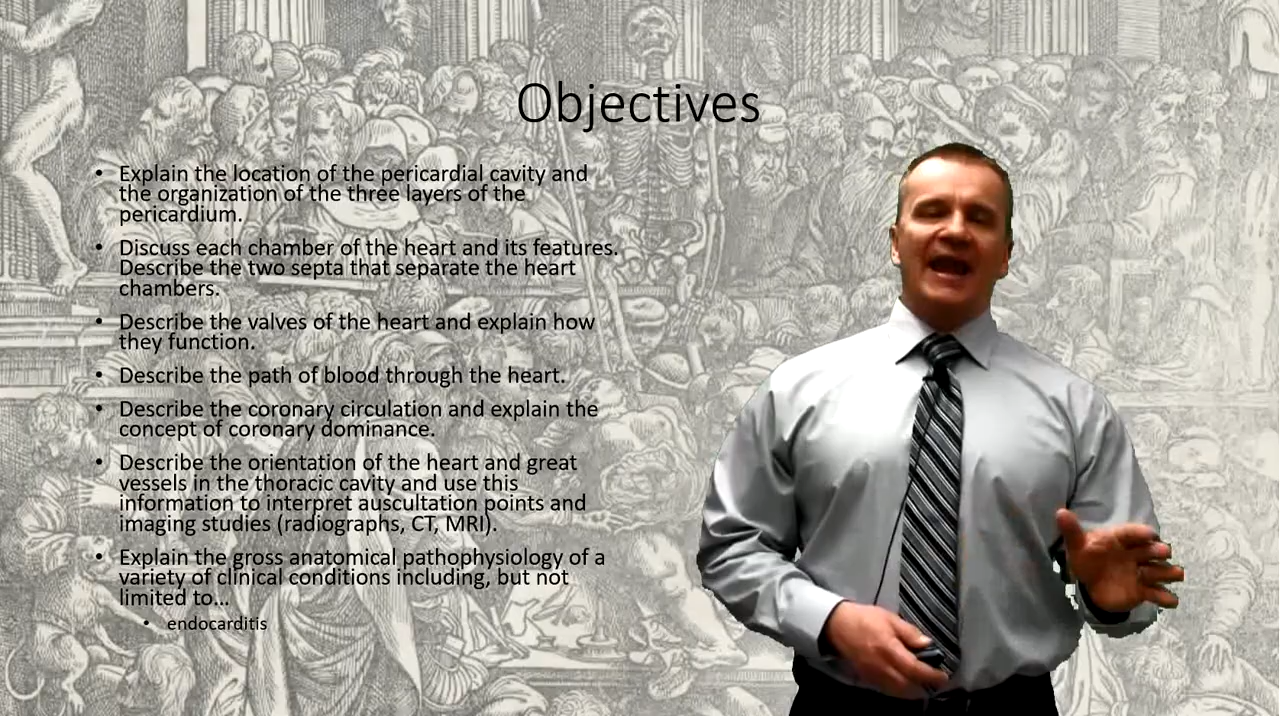 Objectives
• Explain the location of the pericardial cavity and
the organization of the three layers of the
pericardium.
• Discuss each chamber of the heart and its features.
Describe the two septa that separate the heart
chambers.
• Describe the valves of the heart and explain how
they function.
• Describe the path of blood through the heart.
• Describe the coronary circulation and explain the
concept of coronary dominance.
• Describe the orientation of the heart and great
vessels in the thoracic cavity and use this
information to interpret auscultation points and
imaging studies (radiographs, CT, MRI).
• Explain the gross anatomical pathophysiology of a
variety of clinical conditions including, but not
limited to...
• endocarditis